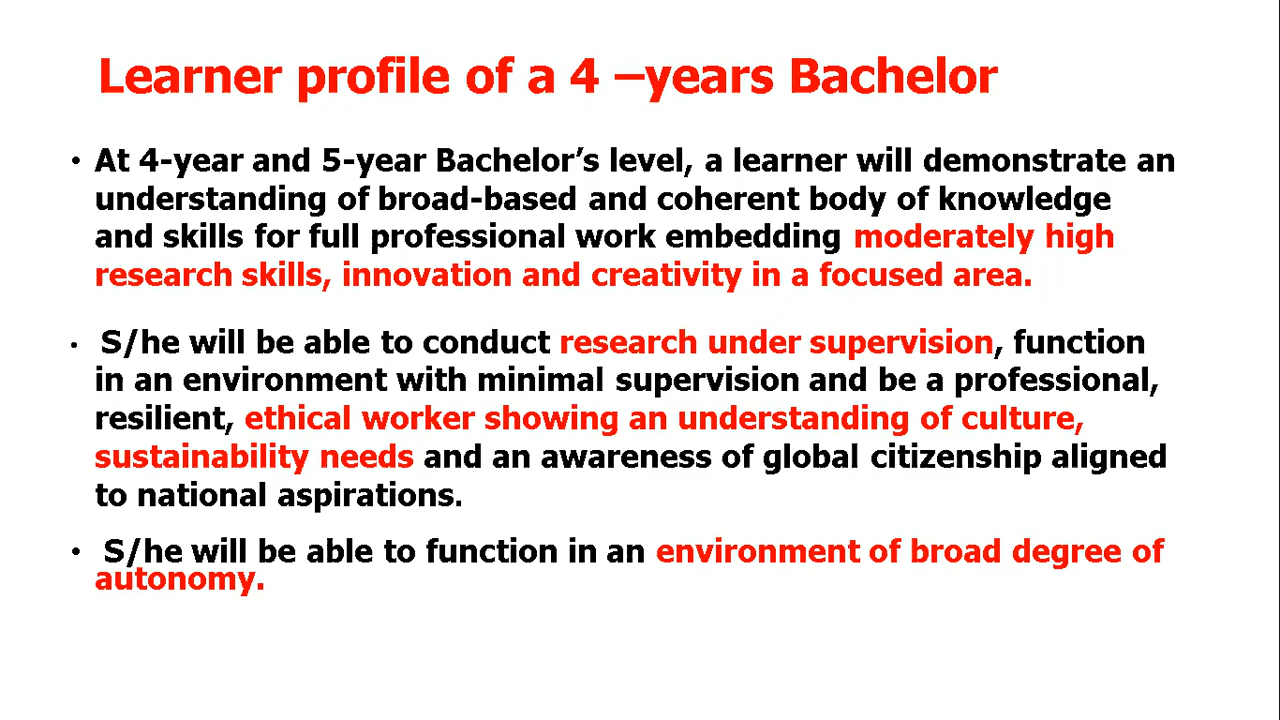 Learner profile of a 4 –years Bachelor
• At 4-year and 5-year Bachelor’s level, a learner will demonstrate an
understanding of broad-based and coherent body of knowledge
and skills for full professional work embedding moderately high
research skills, innovation and creativity in a focused area.
• S/he will be able to conduct research under supervision, function
in an environment with minimal supervision and be a professional,
resilient, ethical worker showing an understanding of culture,
sustainability needs and an awareness of global citizenship aligned
to national aspirations.
• S/he will be able to function in an environment of broad degree of
autonomy.